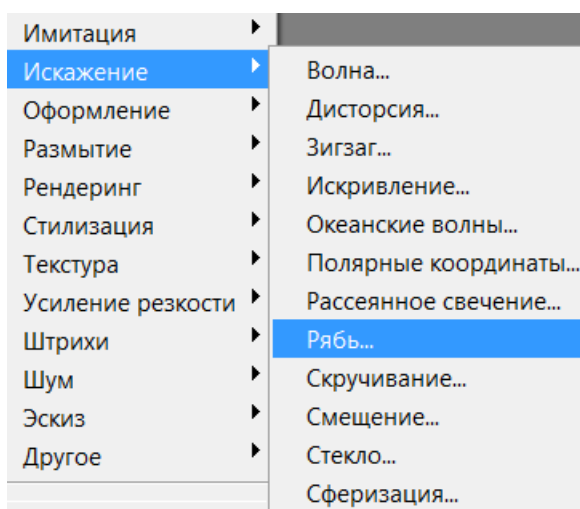 Имитация
Искажение
Оформление
Размытие
Рендеринг
Стилизация
Текстура
Усиление резкости
Штрихи
Шум
Эскиз
Другое
Волна...
Дисторсия...
Зигзаг...
Искривление...
Океанские волны...
Полярные координаты...
Рассеянное свечение...
Рябь...
Скручивание...
Смещение...
Стекло...
Сферизация...